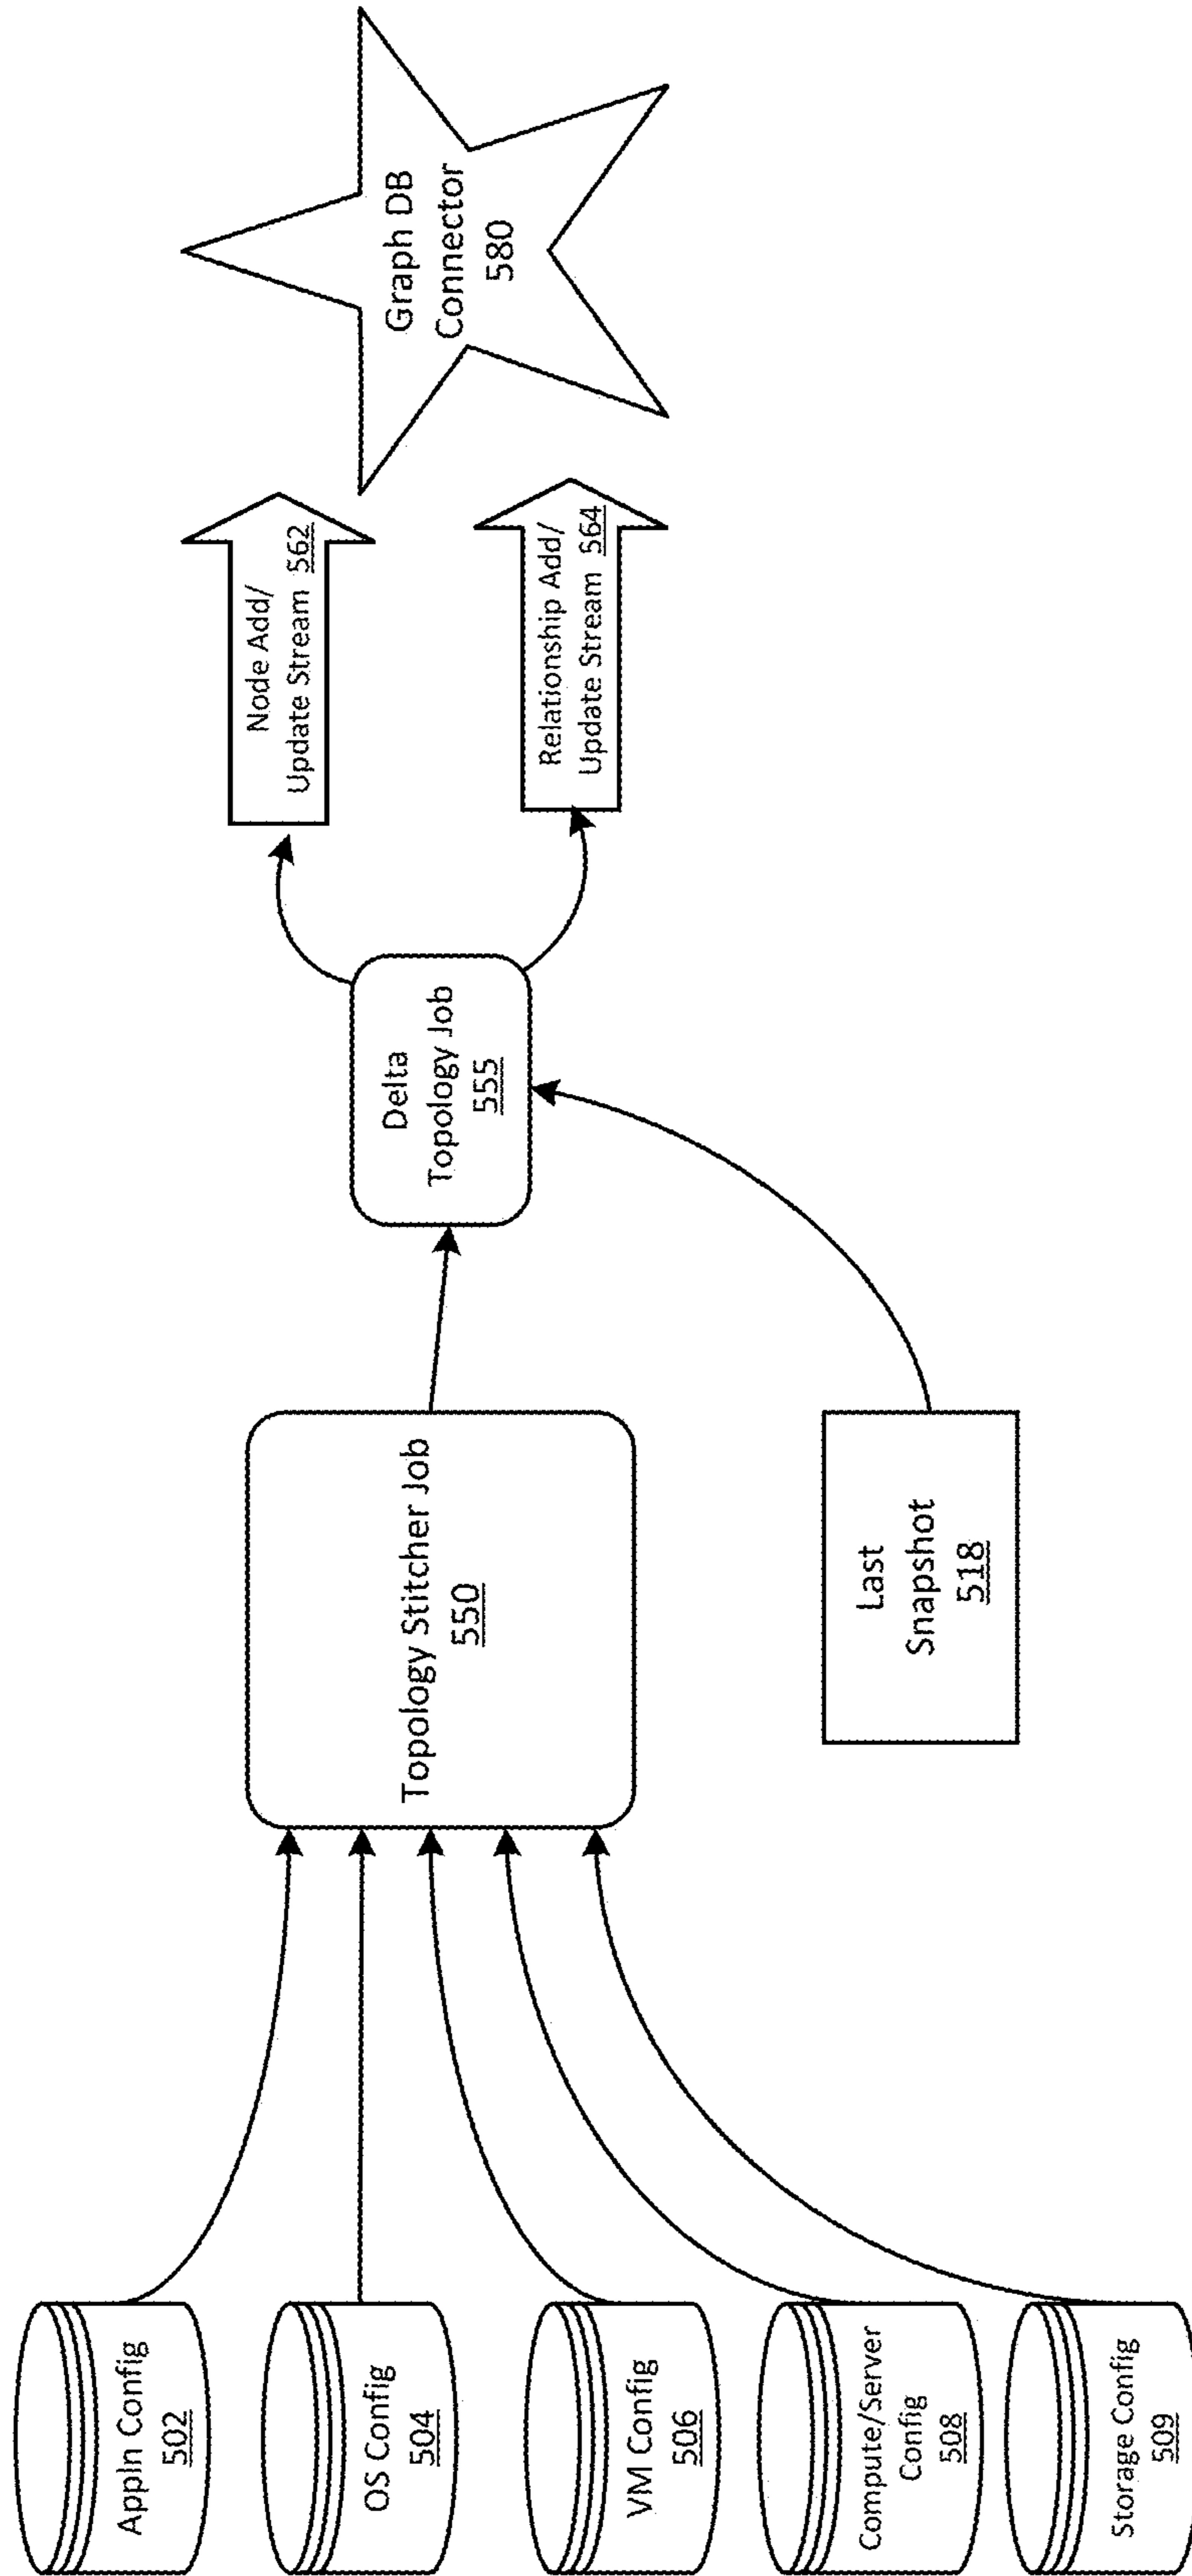 Appln Config
502
OS Config
504
VM Config
506
Compute/Server
Config
508
Storage Config
509
Topology Stitcher Job
550
Last
Snapshot
518
Delta
Topology Job
555
Node Add/
Update Stream 562
Relationship Add/
Update Stream 564
Graph DB
Connector
580